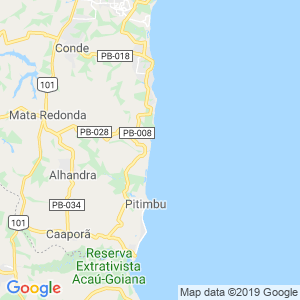 Conde
PB-018
101
Mata Redonda
PB-028
PB-008
Alhandra
PB-034
Pitimbu
101
Caaporã
Reserva
Extrativista
Acaú-Goiana
Google
Map data ©2019 Google